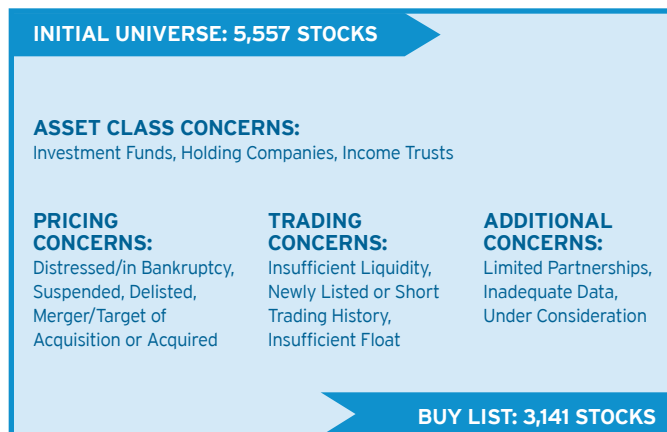 INITIAL UNIVERSE: 5,557 STOCKS
ASSET CLASS CONCERNS:
Investment Funds, Holding Companies, Income Trusts
PRICING
CONCERNS:
Distressed/in Bankruptcy,
Suspended, Delisted,
Merger/Target of
Acquisition or Acquired
TRADING
CONCERNS:
Insufficient Liquidity,
Newly Listed or Short
Trading History,
Insufficient Float
ADDITIONAL
CONCERNS:
Limited Partnerships,
Inadequate Data,
Under Consideration
BUY LIST: 3,141 STOCKS